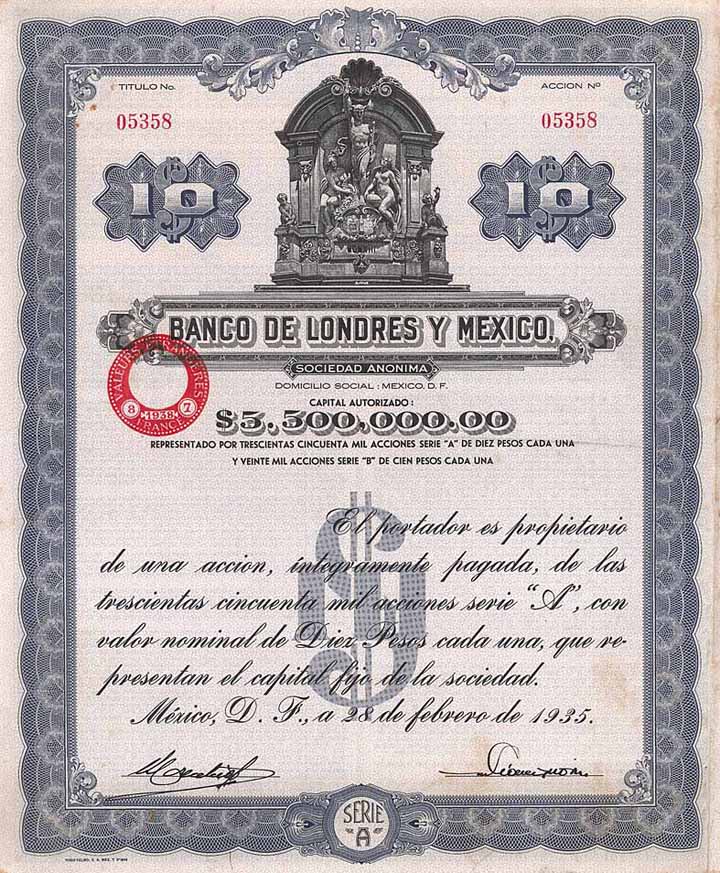 TITULO No.
ACCION Nº
05358
05358
10
10
BANCO DE LONDRES Y MEXICO,
SOCIEDAD ANONIMA
DOMICILIO SOCIAL : MEXICO, D. F.
CAPITAL AUTORIZADO :
$5,500,000.00
REPRESENTADO POR TRESCIENTAS CINCUENTA MIL ACCIONES SERIE "A" DE DIEZ PESOS CADA UNA
Y VEINTE MIL ACCIONES SERIE "B" DE CIEN PESOS CADA UNA
8 1938 7
FRANCE
El portador es propietario
de una accion, íntegramente pagada, de las
trescientas cincuenta mil acciones serie "A", con
valor nominal de Diez Pesos cada una, que re-
presentan el capital fijo de la sociedad.
México, D. F., a 28 de febrero de 1935.
SERIE
"A"